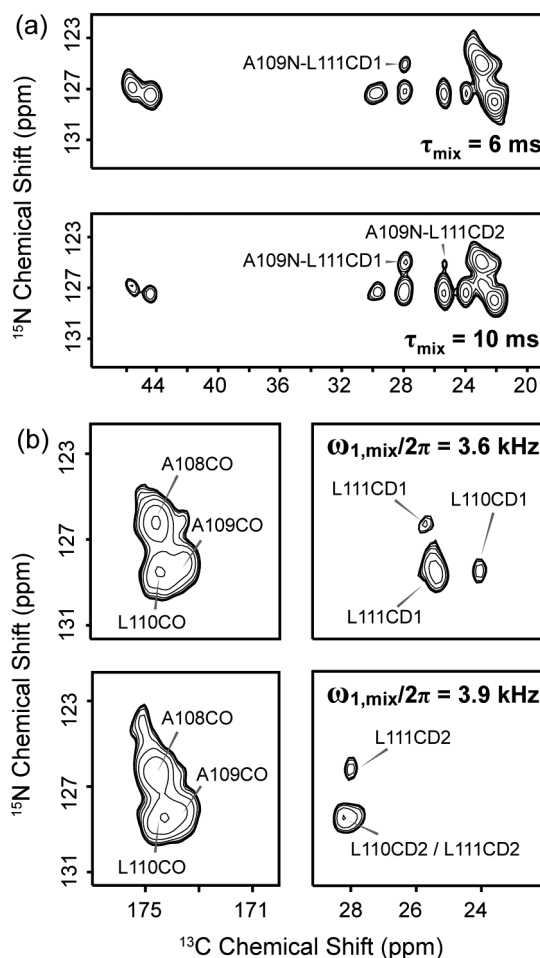 (a)
123
127
131
A109N-L111CD1
τmix = 6 ms
15N Chemical Shift (ppm)
123
127
131
A109N-L111CD2
A109N-L111CD1
τmix = 10 ms
44 40 36 32 28 24 20
(b)
123
127
131
A108CO
A109CO
L110CO
ω1,mix/2π = 3.6 kHz
L111CD1
L110CD1
L111CD1
15N Chemical Shift (ppm)
123
127
131
A108CO
A109CO
L110CO
ω1,mix/2π = 3.9 kHz
L111CD2
L110CD2 / L111CD2
175 171
28 26 24
13C Chemical Shift (ppm)